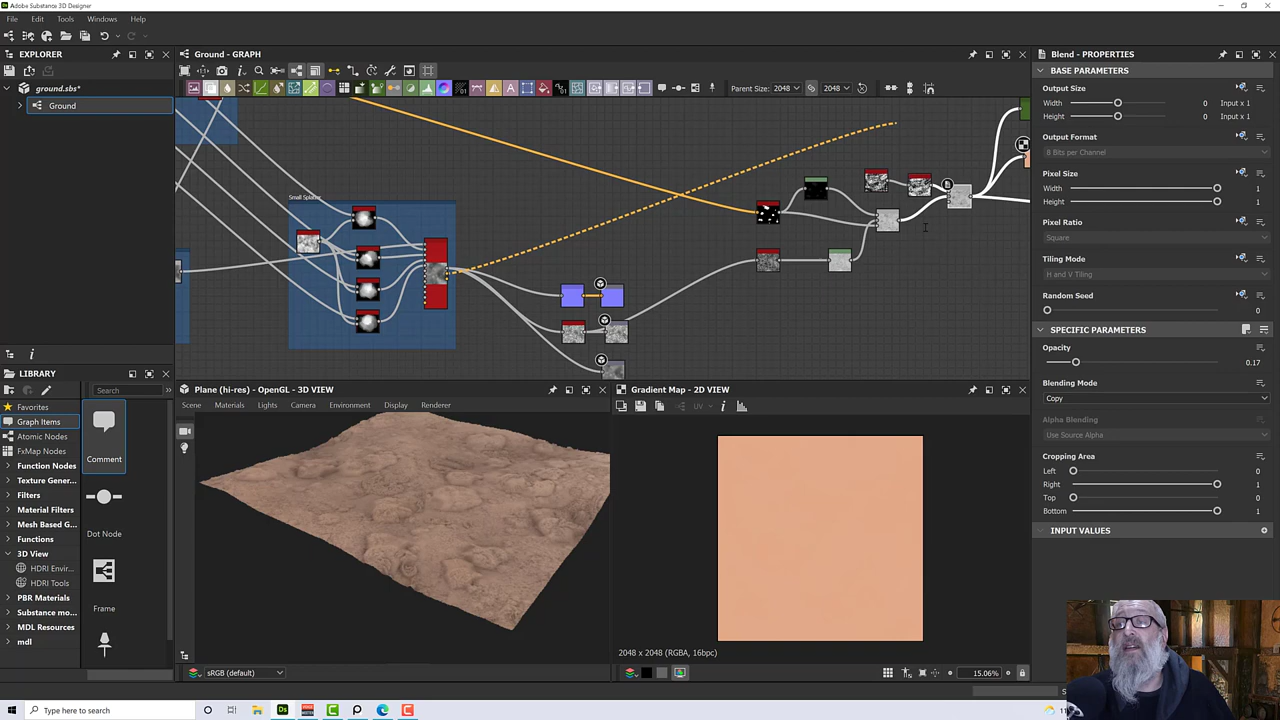 Adobe Substance 3D Designer
File Edit Tools Windows Help
EXPLORER
ground.sbs*
Ground
Ground - GRAPH
Parent Size: 2048 2048
Small Splatter
LIBRARY
Search
Favorites
Graph Items
Atomic Nodes
FxMap Nodes
Function Nodes
Texture Gener...
Filters
Material Filters
Mesh Based G...
Functions
3D View
HDRI Envir...
HDRI Tools
PBR Materials
Substance mo...
MDL Resources
mdl
Comment
Dot Node
Frame
Plane (hi-res) - OpenGL - 3D VIEW
Scene Materials Lights Camera Environment Display Renderer
sRGB (default)
Gradient Map - 2D VIEW
UV
2048 x 2048 (RGBA, 16bpc)
15.06%
Blend - PROPERTIES
BASE PARAMETERS
Output Size
Width 0 Input x 1
Height 0 Input x 1
Output Format
8 Bits per Channel
Pixel Size
Width 1
Height 1
Pixel Ratio
Square
Tiling Mode
H and V Tiling
Random Seed
0
SPECIFIC PARAMETERS
Opacity
0.17
Blending Mode
Copy
Alpha Blending
Use Source Alpha
Cropping Area
Left 0
Right 1
Top 0
Bottom 1
INPUT VALUES
Type here to search